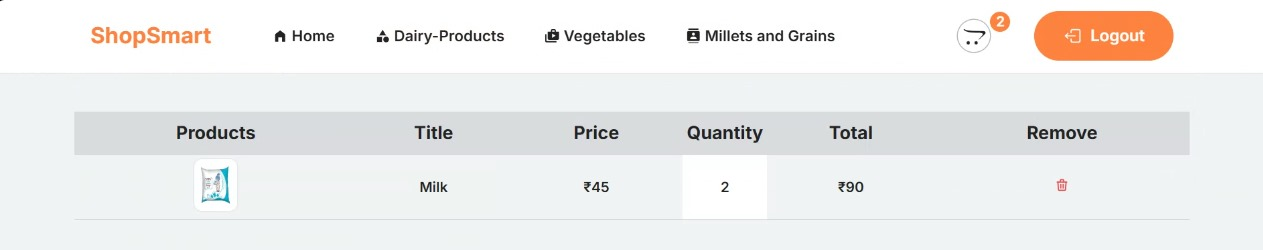 ShopSmart Home Dairy-Products Vegetables Millets and Grains 2 Logout
Products Title Price Quantity Total Remove
Milk ₹45 2 ₹90